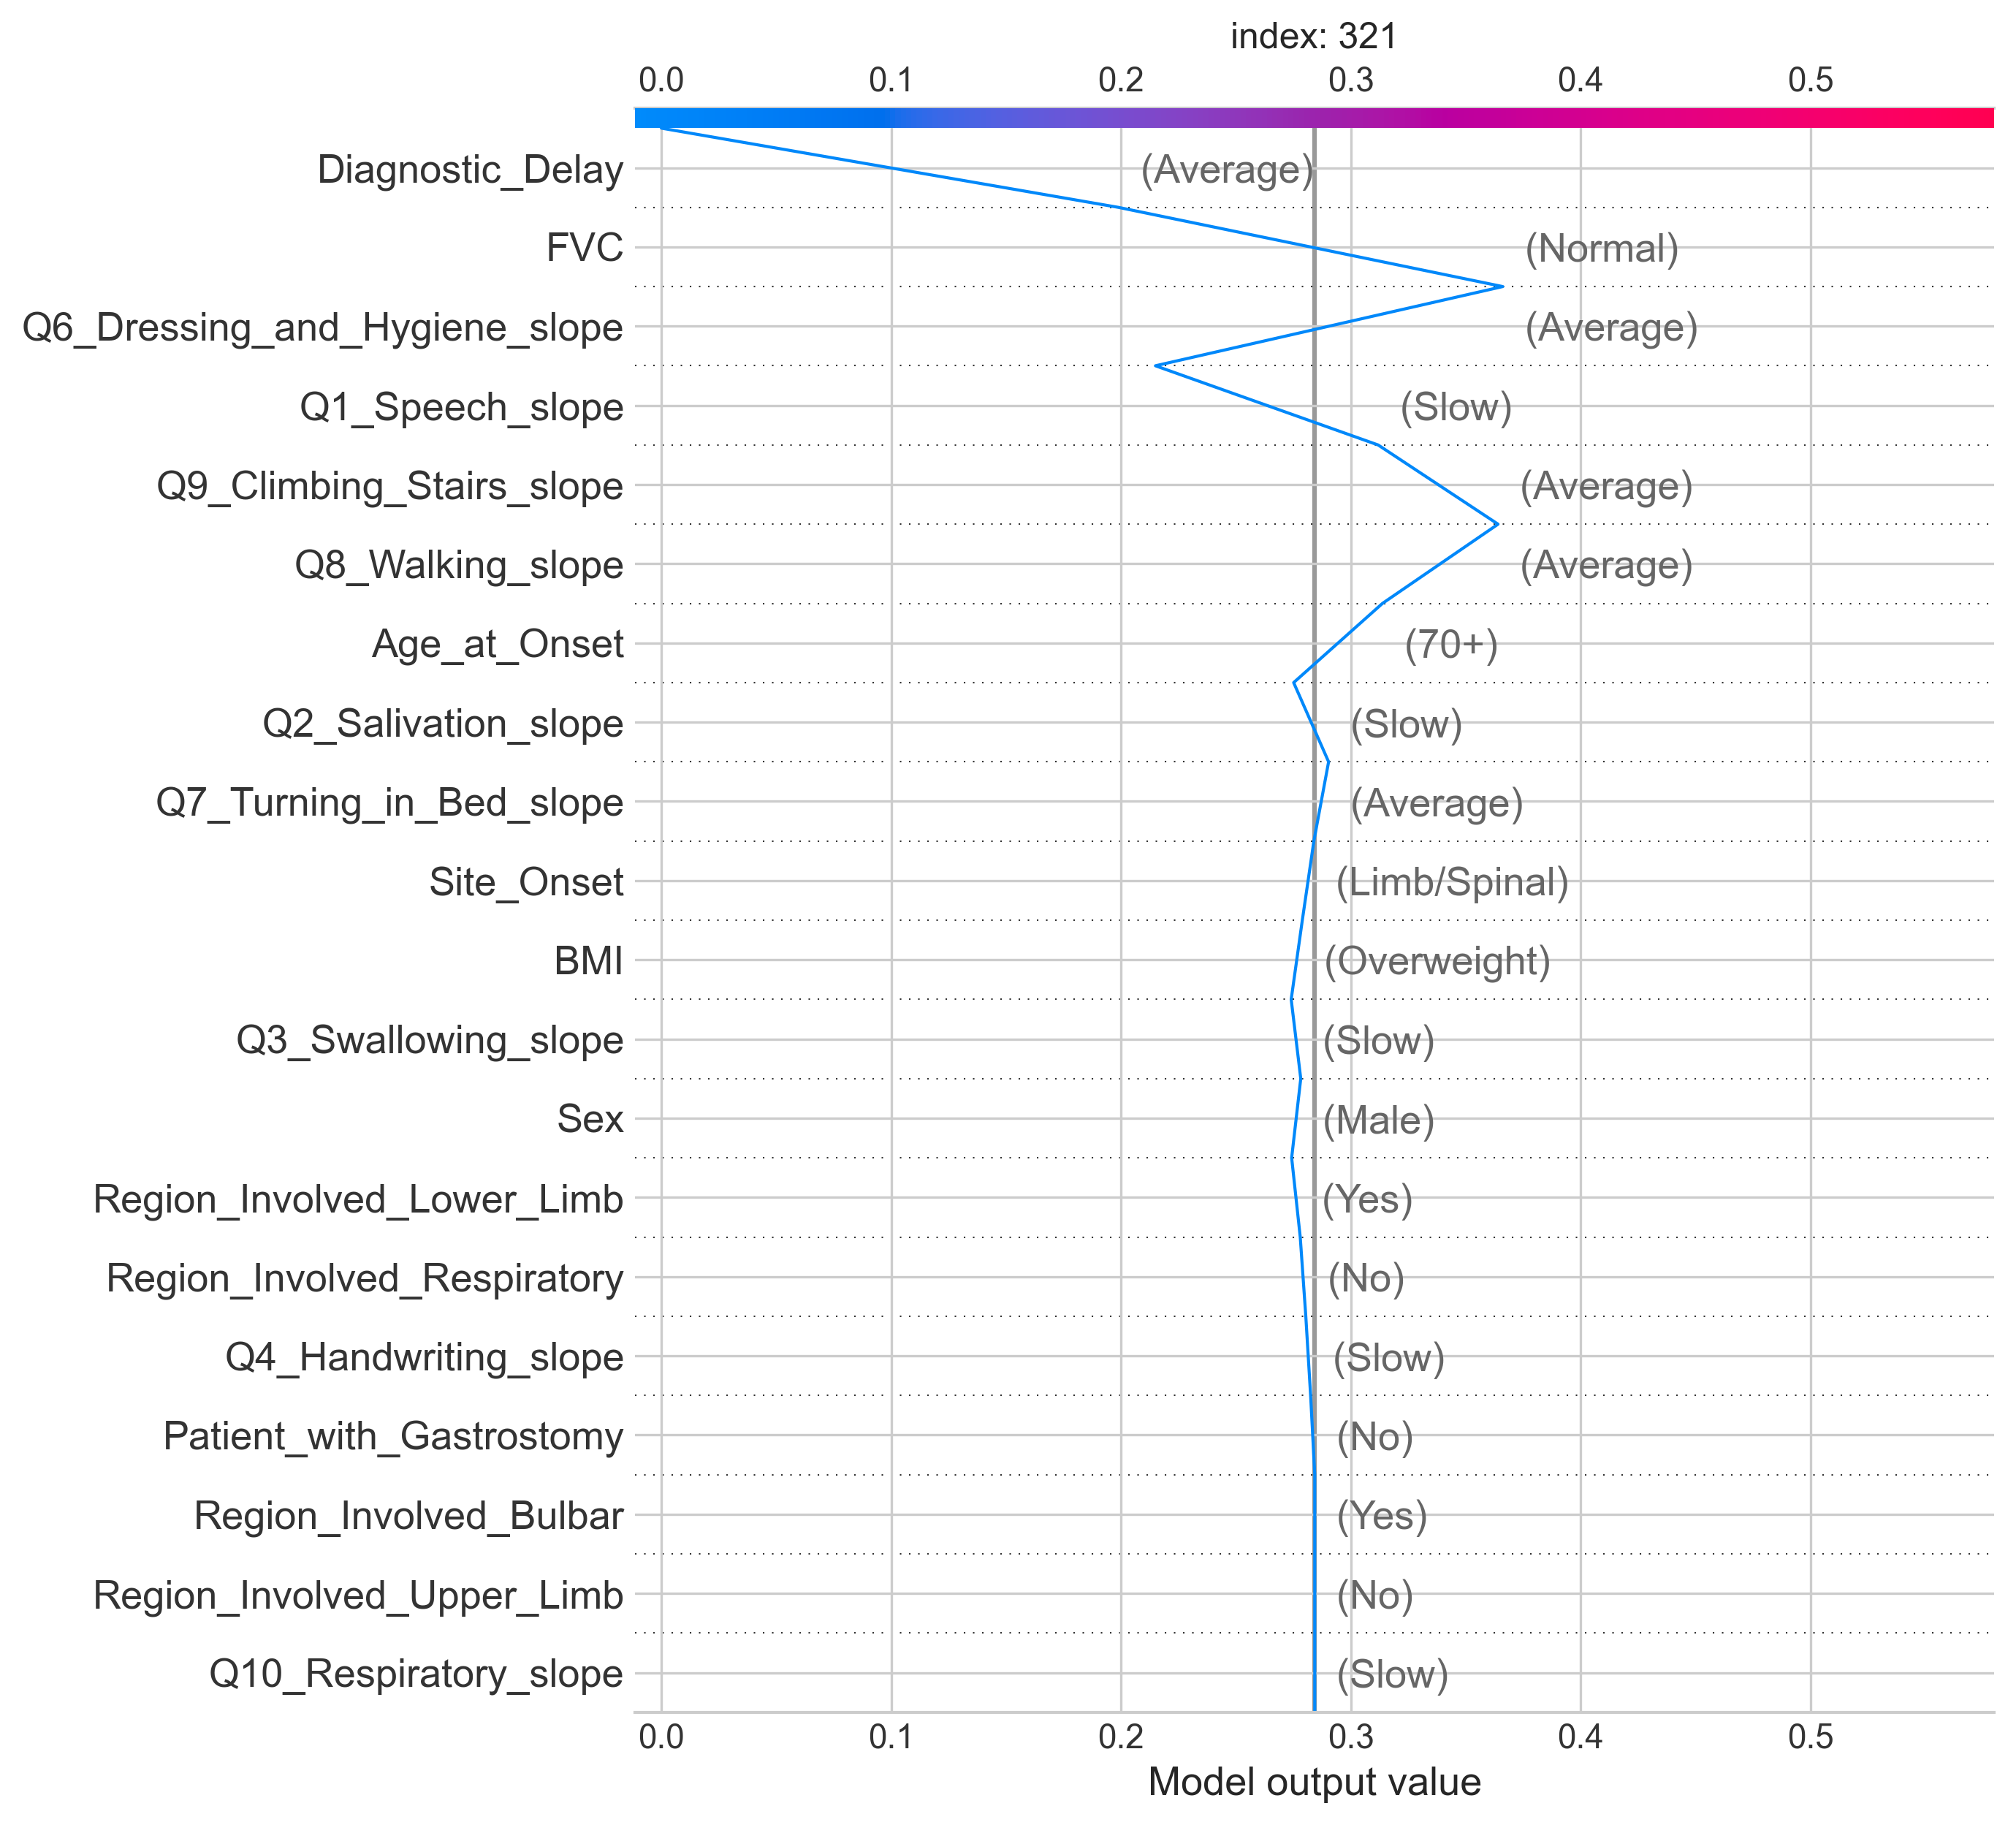 index: 321
0.0 0.1 0.2 0.3 0.4 0.5
Diagnostic_Delay (Average)
FVC (Normal)
Q6_Dressing_and_Hygiene_slope (Average)
Q1_Speech_slope (Slow)
Q9_Climbing_Stairs_slope (Average)
Q8_Walking_slope (Average)
Age_at_Onset (70+)
Q2_Salivation_slope (Slow)
Q7_Turning_in_Bed_slope (Average)
Site_Onset (Limb/Spinal)
BMI (Overweight)
Q3_Swallowing_slope (Slow)
Sex (Male)
Region_Involved_Lower_Limb (Yes)
Region_Involved_Respiratory (No)
Q4_Handwriting_slope (Slow)
Patient_with_Gastrostomy (No)
Region_Involved_Bulbar (Yes)
Region_Involved_Upper_Limb (No)
Q10_Respiratory_slope (Slow)
0.0 0.1 0.2 0.3 0.4 0.5
Model output value